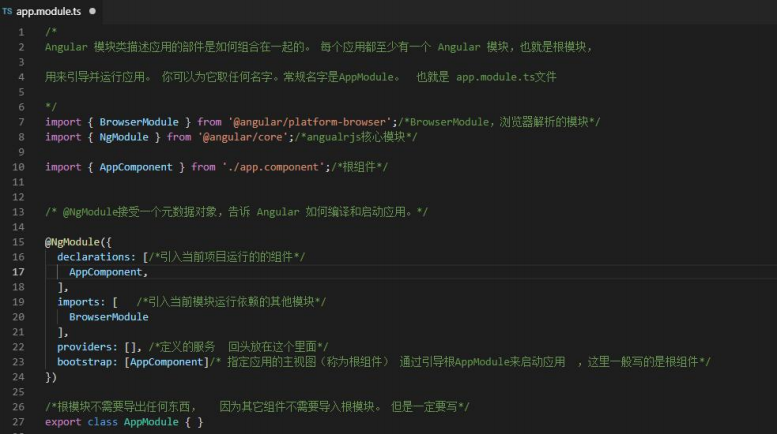 TS app.module.ts ●
1 /*
2 Angular 模块类描述应用的部件是如何组合在一起的。 每个应用都至少有一个 Angular 模块，也就是根模块，
3
4 用来引导并运行应用。 你可以为它取任何名字。常规名字是AppModule。 也就是 app.module.ts文件
5
6 */
7 import { BrowserModule } from '@angular/platform-browser';/*BrowserModule，浏览器解析的模块*/
8 import { NgModule } from '@angular/core';/*angualrjs核心模块*/
9
10 import { AppComponent } from './app.component';/*根组件*/
11
12
13 /* @NgModule接受一个元数据对象，告诉 Angular 如何编译和启动应用。*/
14
15 @NgModule({
16 declarations: [/*引入当前项目运行的的组件*/
17 AppComponent,
18 ],
19 imports: [ /*引入当前模块运行依赖的其他模块*/
20 BrowserModule
21 ],
22 providers: [], /*定义的服务 回头放在这个里面*/
23 bootstrap: [AppComponent]/* 指定应用的主视图（称为根组件） 通过引导根AppModule来启动应用 ，这里一般写的是根组件*/
24 })
25
26 /*根模块不需要导出任何东西， 因为其它组件不需要导入根模块。 但是一定要写*/
27 export class AppModule { }